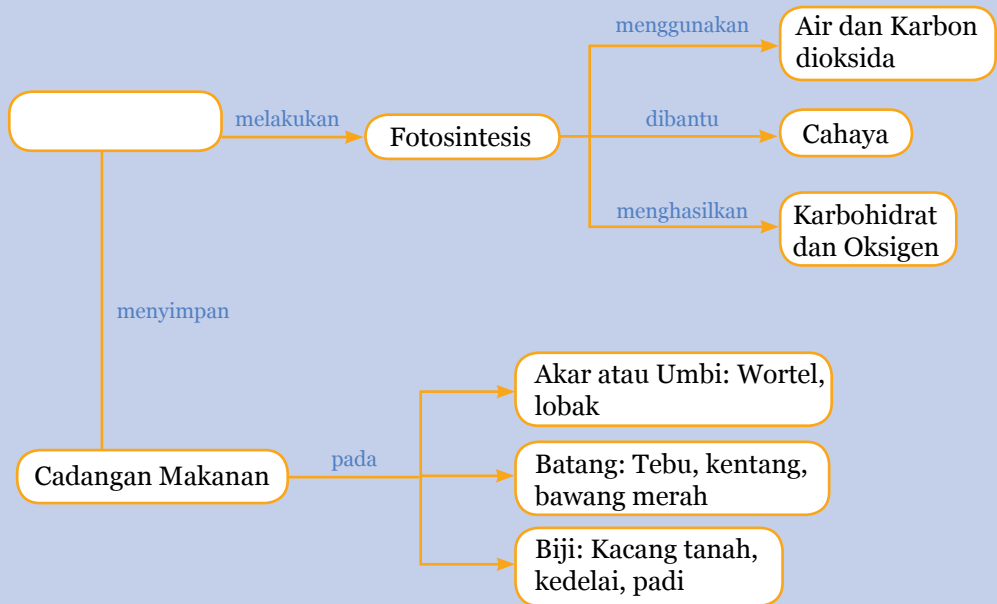 menggunakan
Air dan Karbon
dioksida
melakukan
Fotosintesis
dibantu
Cahaya
menghasilkan
Karbohidrat
dan Oksigen
menyimpan
Akar atau Umbi: Wortel,
lobak
Cadangan Makanan
pada
Batang: Tebu, kentang,
bawang merah
Biji: Kacang tanah,
kedelai, padi